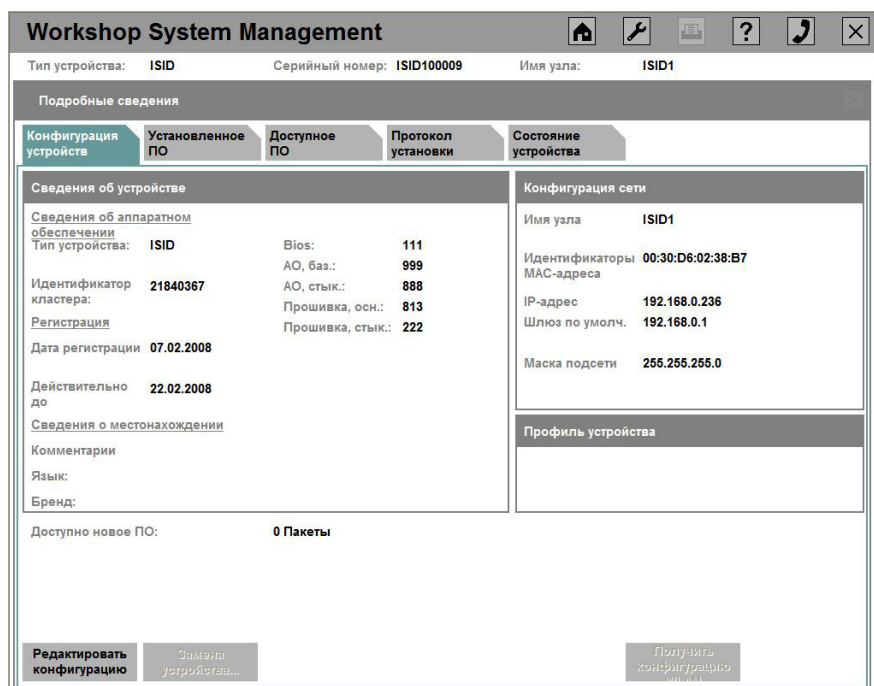 Workshop System Management
Тип устройства: ISID Серийный номер: ISID100009 Имя узла: ISID1
Подробные сведения
Конфигурация устройств
Установленное ПО
Доступное ПО
Протокол установки
Состояние устройства
Сведения об устройстве
Сведения об аппаратном обеспечении
Тип устройства: ISID
Идентификатор кластера: 21840367
Регистрация
Дата регистрации 07.02.2008
Действительно до 22.02.2008
Сведения о местонахождении
Комментарии
Язык:
Бренд:
Bios: 111
АО, баз.: 999
АО, стык.: 888
Прошивка, осн.: 813
Прошивка, стык.: 222
Конфигурация сети
Имя узла ISID1
Идентификаторы MAC-адреса 00:30:D6:02:38:B7
IP-адрес 192.168.0.236
Шлюз по умолч. 192.168.0.1
Маска подсети 255.255.255.0
Профиль устройства
Доступно новое ПО: 0 Пакеты
Редактировать конфигурацию
Замена устройства...
Получить конфигурацию WLAN